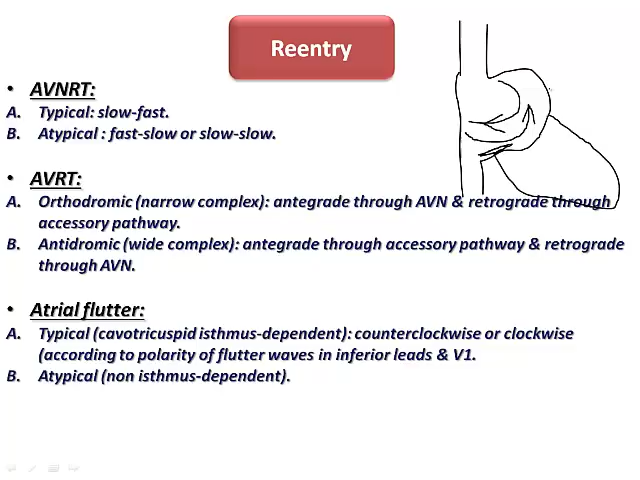 Reentry
• AVNRT:
A. Typical: slow-fast.
B. Atypical : fast-slow or slow-slow.
• AVRT:
A. Orthodromic (narrow complex): antegrade through AVN & retrograde through
accessory pathway.
B. Antidromic (wide complex): antegrade through accessory pathway & retrograde
through AVN.
• Atrial flutter:
A. Typical (cavotricuspid isthmus-dependent): counterclockwise or clockwise
(according to polarity of flutter waves in inferior leads & V1.
B. Atypical (non isthmus-dependent).